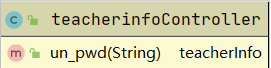 C teacherinfoController
m un_pwd(String) teacherInfo